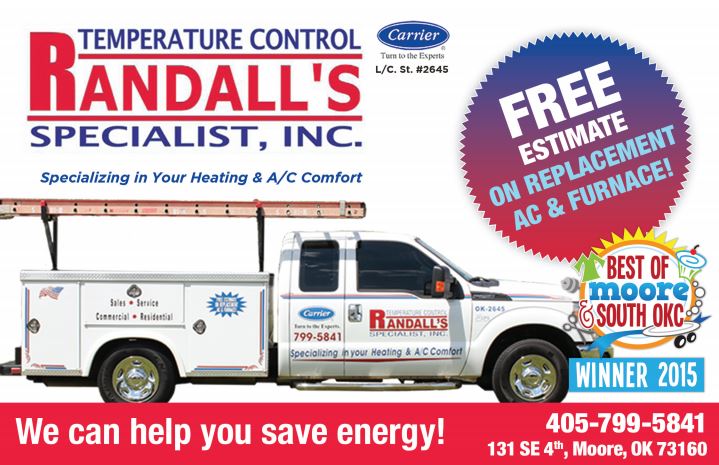 TEMPERATURE CONTROL
RANDALL'S
SPECIALIST, INC.
Specializing in Your Heating & A/C Comfort
Carrier
Turn to the Experts
L/C. St. #2645
FREE
ESTIMATE
ON REPLACEMENT
AC & FURNACE!
BEST OF
moore
& SOUTH OKC
WINNER 2015
Sales • Service
Commercial • Residential
Carrier
Turn to the Experts.
799-5841
TEMPERATURE CONTROL
RANDALL'S
SPECIALIST, INC.
Specializing in your Heating & A/C Comfort
OK-2645
We can help you save energy!
405-799-5841
131 SE 4th, Moore, OK 73160